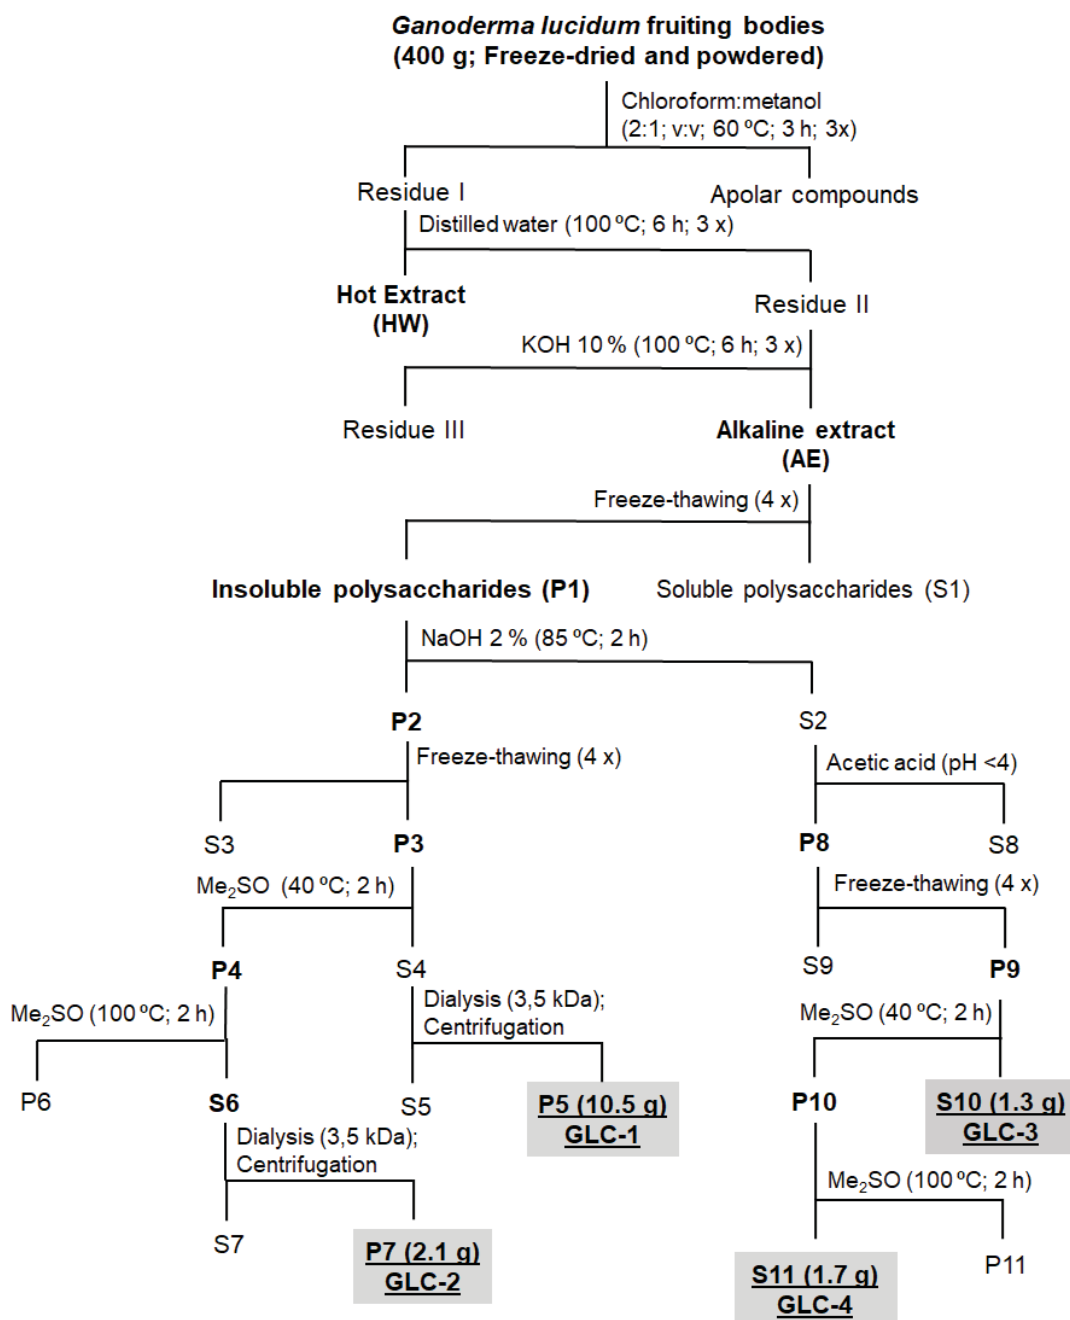 Ganoderma lucidum fruiting bodies
(400 g; Freeze-dried and powdered)
Chloroform:metanol
(2:1; v:v; 60 ºC; 3 h; 3x)
Residue I
Apolar compounds
Distilled water (100 ºC; 6 h; 3 x)
Hot Extract
(HW)
Residue II
KOH 10 % (100 ºC; 6 h; 3 x)
Residue III
Alkaline extract
(AE)
Freeze-thawing (4 x)
Insoluble polysaccharides (P1)
Soluble polysaccharides (S1)
NaOH 2 % (85 ºC; 2 h)
P2
S2
Freeze-thawing (4 x)
Acetic acid (pH <4)
S3
P3
P8
S8
Me₂SO (40 ºC; 2 h)
Freeze-thawing (4 x)
P4
S4
S9
P9
Me₂SO (100 ºC; 2 h)
Dialysis (3,5 kDa);
Centrifugation
Me₂SO (40 ºC; 2 h)
P6
S6
S5
P5 (10.5 g)
GLC-1
P10
S10 (1.3 g)
GLC-3
Dialysis (3,5 kDa);
Centrifugation
Me₂SO (100 ºC; 2 h)
S7
P7 (2.1 g)
GLC-2
S11 (1.7 g)
GLC-4
P11